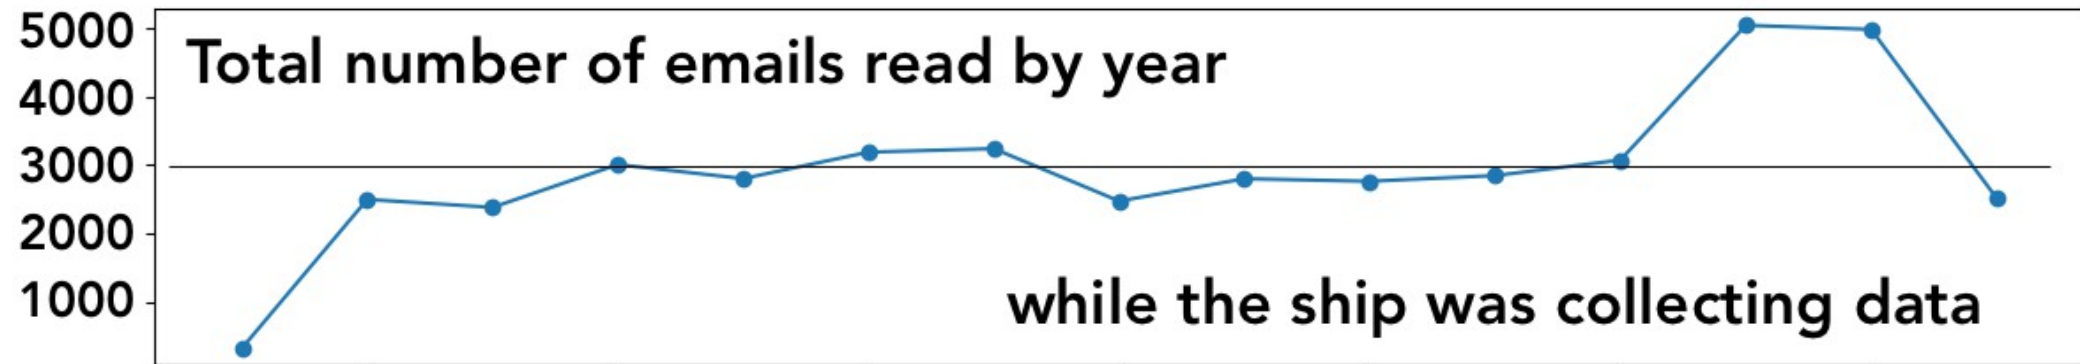 5000
Total number of emails read by year
4000
3000
2000
1000
while the ship was collecting data